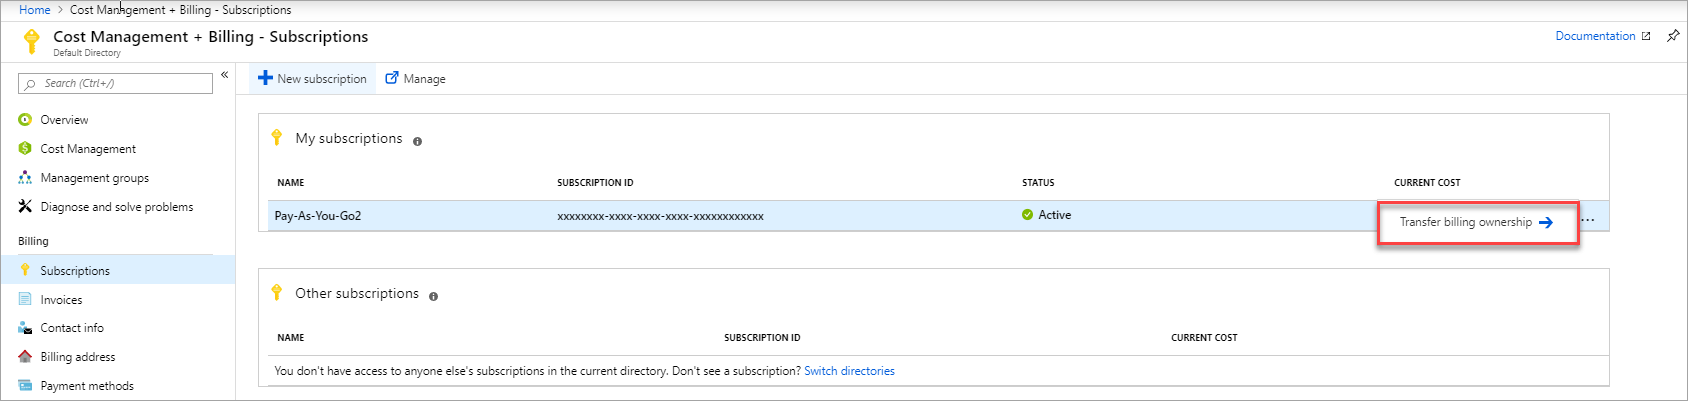 Home > Cost Management + Billing - Subscriptions
Cost Management + Billing - Subscriptions
Default Directory
Documentation
Search (Ctrl+/)
«
New subscription
Manage
Overview
Cost Management
Management groups
Diagnose and solve problems
Billing
Subscriptions
Invoices
Contact info
Billing address
Payment methods
My subscriptions
NAME SUBSCRIPTION ID STATUS CURRENT COST
Pay-As-You-Go2 xxxxxxxx-xxxx-xxxx-xxxx-xxxxxxxxxxxx Active ...
Transfer billing ownership →
Other subscriptions
NAME SUBSCRIPTION ID CURRENT COST
You don't have access to anyone else's subscriptions in the current directory. Don't see a subscription? Switch directories